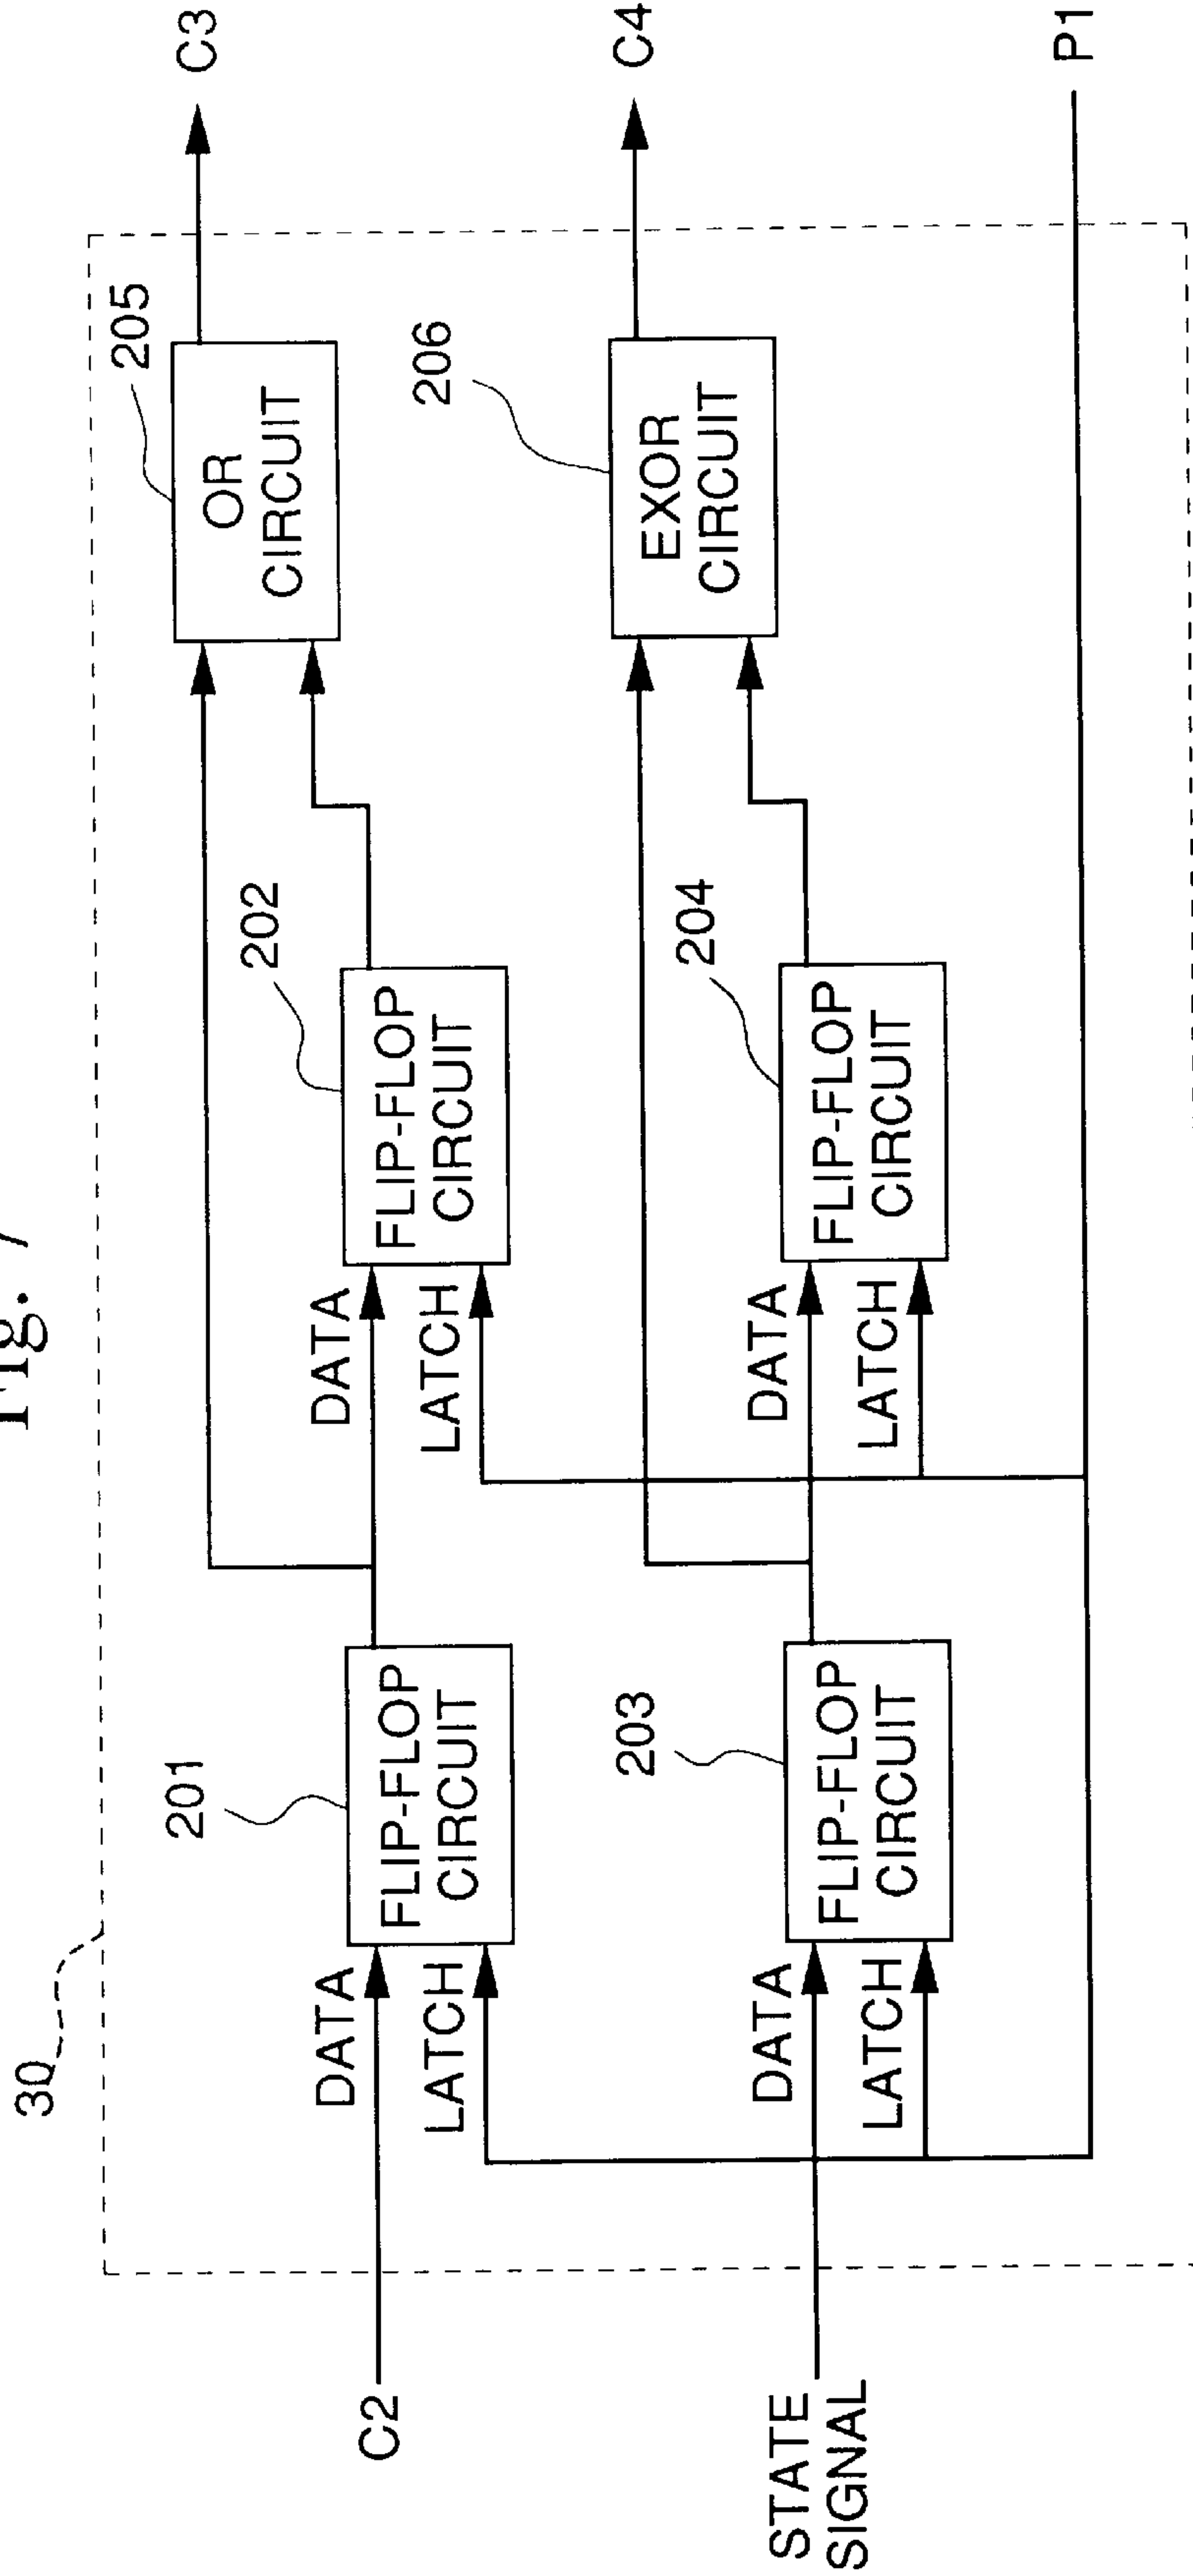 Fig. 7
30
201
202
205
C2
DATA
LATCH
FLIP-FLOP
CIRCUIT
DATA
LATCH
FLIP-FLOP
CIRCUIT
OR
CIRCUIT
C3
203
204
206
STATE
SIGNAL
DATA
LATCH
FLIP-FLOP
CIRCUIT
DATA
LATCH
FLIP-FLOP
CIRCUIT
EXOR
CIRCUIT
C4
P1